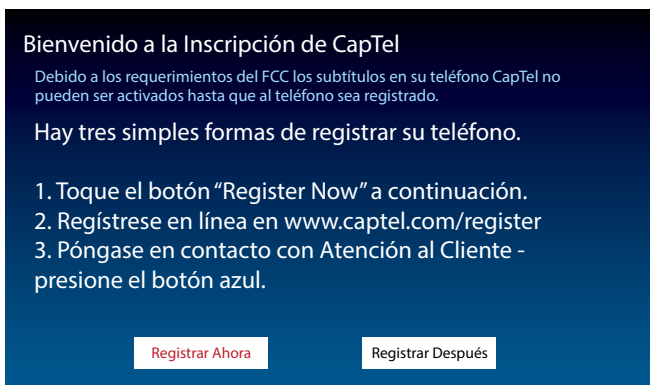 Bienvenido a la Inscripción de CapTel
Debido a los requerimientos del FCC los subtítulos en su teléfono CapTel no
pueden ser activados hasta que al teléfono sea registrado.
Hay tres simples formas de registrar su teléfono.
1. Toque el botón “Register Now” a continuación.
2. Regístrese en línea en www.captel.com/register
3. Póngase en contacto con Atención al Cliente -
presione el botón azul.
Registrar Ahora
Registrar Después